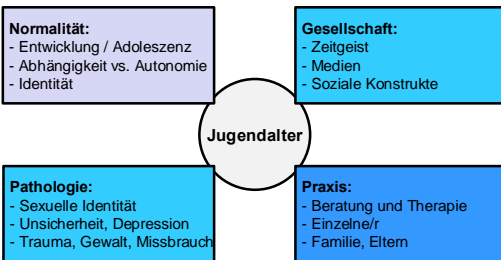 Normalität:
- Entwicklung / Adoleszenz
- Abhängigkeit vs. Autonomie
- Identität
Gesellschaft:
- Zeitgeist
- Medien
- Soziale Konstrukte
Jugendalter
Pathologie:
- Sexuelle Identität
- Unsicherheit, Depression
- Trauma, Gewalt, Missbrauch
Praxis:
- Beratung und Therapie
- Einzelne/r
- Familie, Eltern